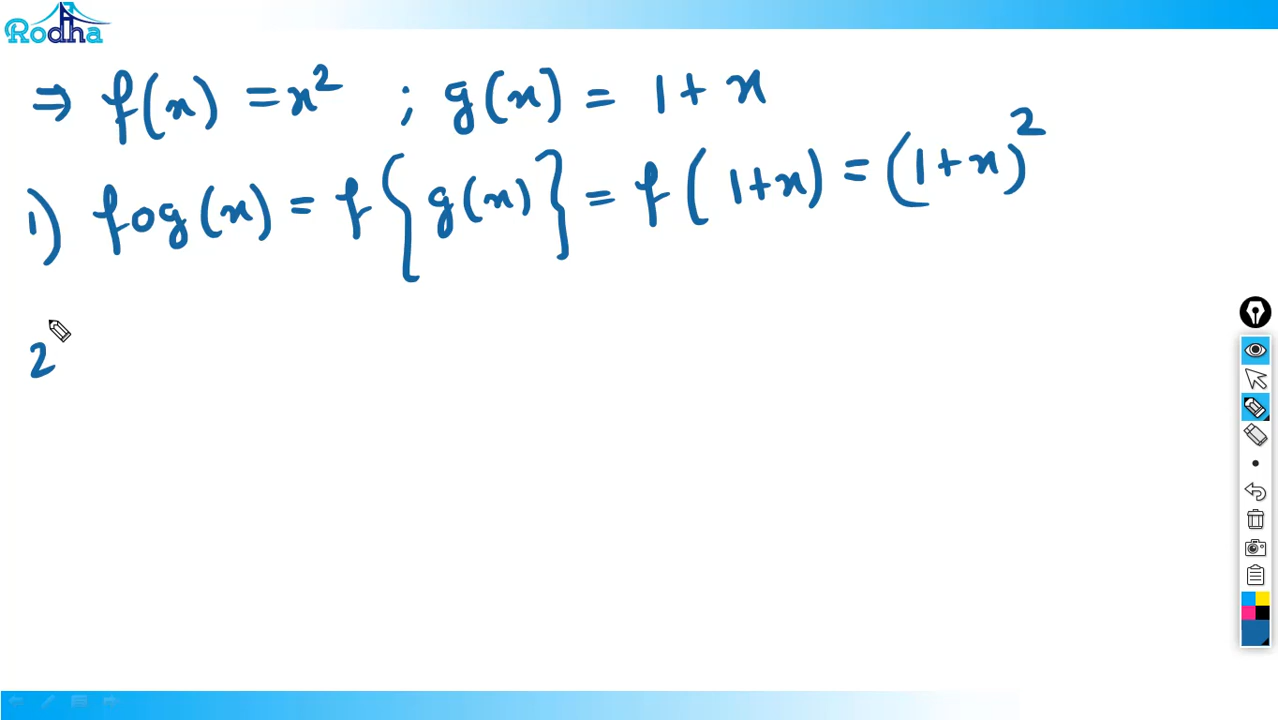 Rodha
⇒ f(x) = x² ; g(x) = 1 + x
1) fog(x) = f{g(x)} = f(1+x) = (1+x)²
2